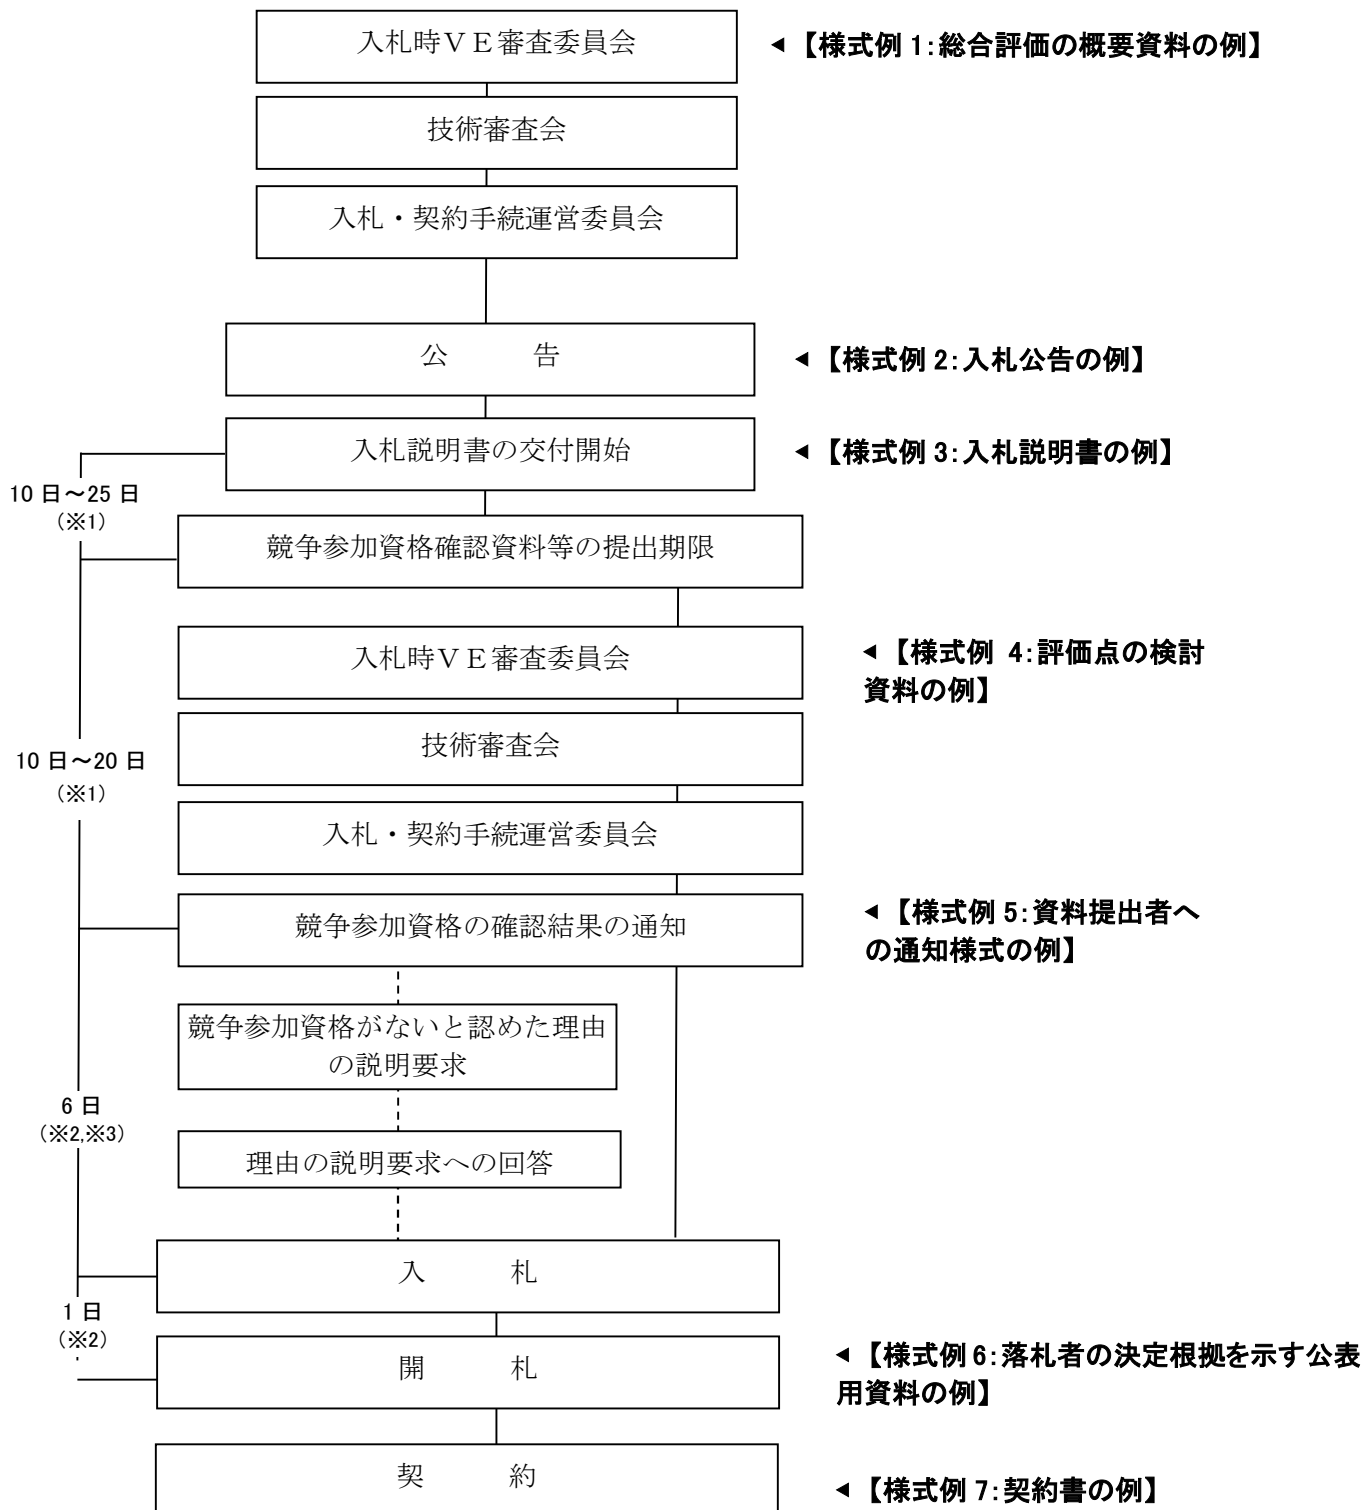 入札時ＶＥ審査委員会
◄【様式例 1:総合評価の概要資料の例】
技術審査会
入札・契約手続運営委員会
公　　　告
◄【様式例 2:入札公告の例】
入札説明書の交付開始
◄【様式例 3:入札説明書の例】
10 日～25 日
(※1)
競争参加資格確認資料等の提出期限
入札時ＶＥ審査委員会
◄【様式例 4:評価点の検討
資料の例】
技術審査会
10 日～20 日
(※1)
入札・契約手続運営委員会
競争参加資格の確認結果の通知
◄【様式例 5:資料提出者へ
の通知様式の例】
競争参加資格がないと認めた理由
の説明要求
6 日
(※2,※3)
理由の説明要求への回答
入　　　札
1 日
(※2)
開　　　札
◄【様式例 6:落札者の決定根拠を示す公表
用資料の例】
契　　　約
◄【様式例 7:契約書の例】